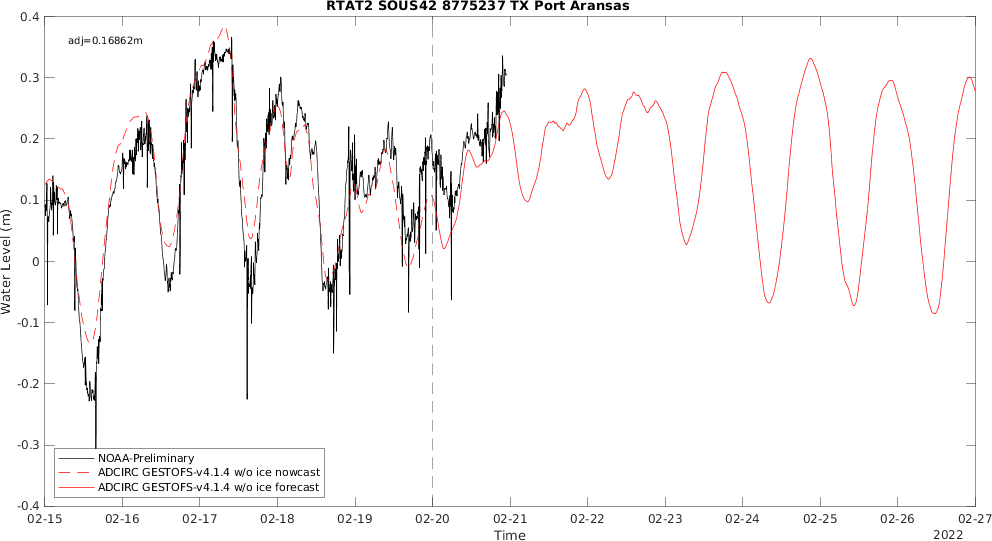 RTAT2 SOUS42 8775237 TX Port Aransas
adj=0.16862m
0.4
0.3
0.2
0.1
0
-0.1
-0.2
-0.3
-0.4
Water Level (m)
NOAA-Preliminary
ADCIRC GESTOFS-v4.1.4 w/o ice nowcast
ADCIRC GESTOFS-v4.1.4 w/o ice forecast
02-15 02-16 02-17 02-18 02-19 02-20 02-21 02-22 02-23 02-24 02-25 02-26 02-27
Time
2022